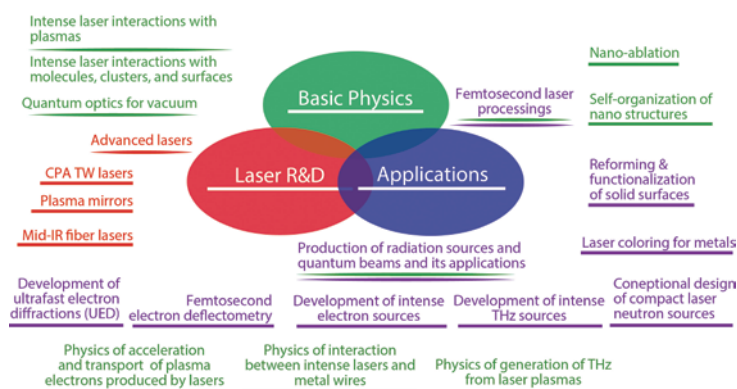 Intense laser interactions with
plasmas
Intense laser interactions with
molecules, clusters, and surfaces
Quantum optics for vacuum
Advanced lasers
CPA TW lasers
Plasma mirrors
Mid-IR fiber lasers
Basic Physics
Laser R&D
Applications
Femtosecond laser
processings
Nano-ablation
Self-organization of
nano structures
Reforming &
functionalization
of solid surfaces
Laser coloring for metals
Production of radiation sources and
quantum beams and its applications
Development of
ultrafast electron
diffractions (UED)
Femtosecond
electron deflectometry
Development of intense
electron sources
Development of intense
THz sources
Coneptional design
of compact laser
neutron sources
Physics of acceleration
and transport of plasma
electrons produced by lasers
Physics of interaction
between intense lasers and
metal wires
Physics of generation of THz
from laser plasmas